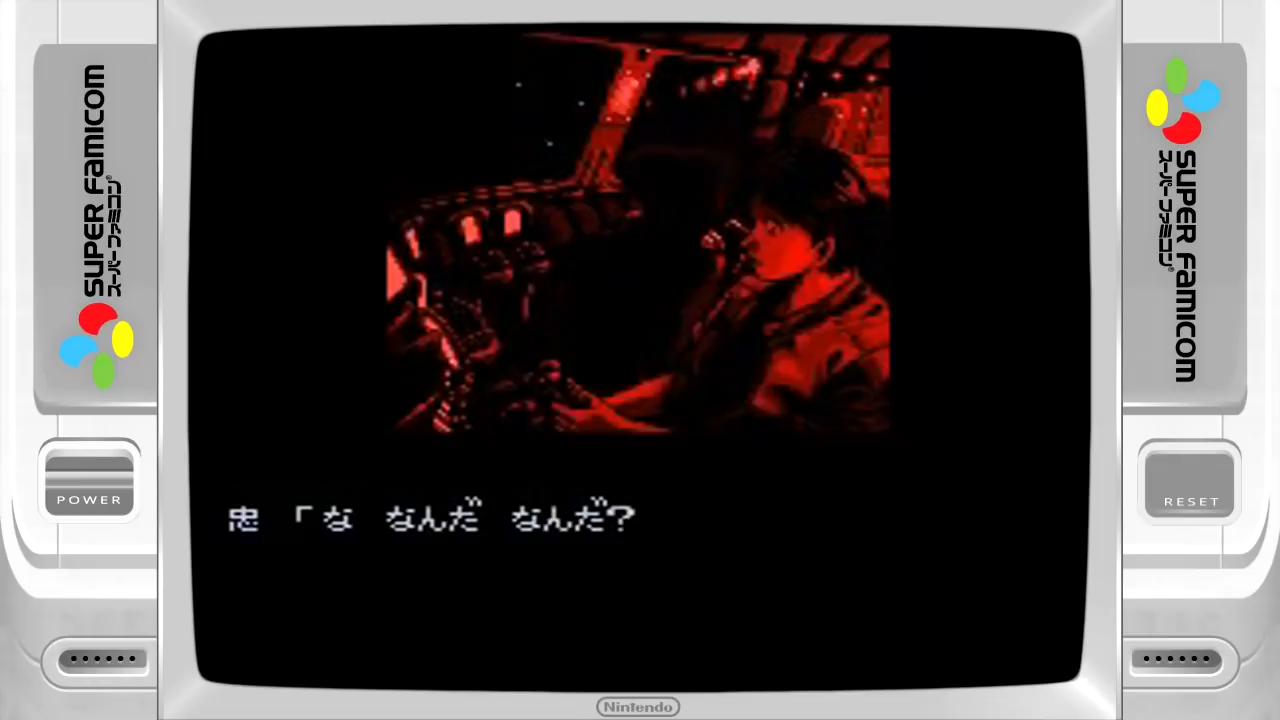 SUPER FAMICOM
スーパーファミコン®
POWER
忠 「な なんだ なんだ?
SUPER FAMICOM
スーパーファミコン®
RESET
Nintendo